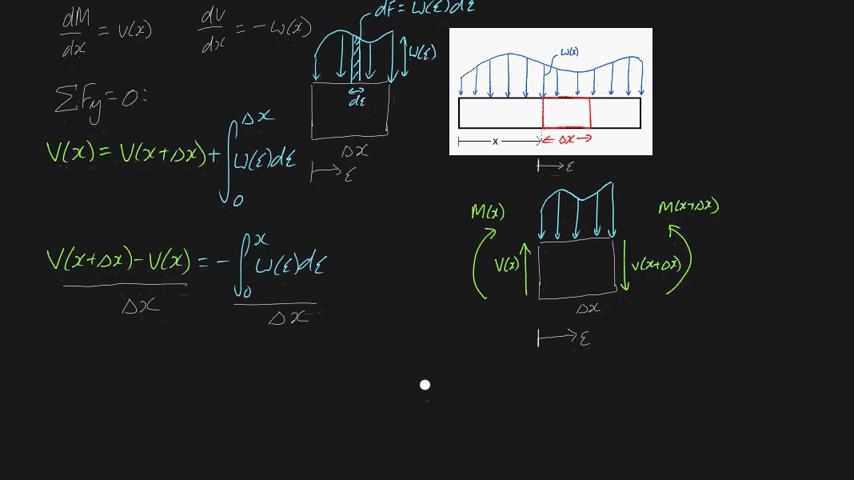 dF = W(ξ)dξ
dM/dx = V(x)
dV/dx = -W(x)
W(ξ)
dξ
W(x)
ΣFy=0:
V(x) = V(x+Δx) + ∫₀^Δx W(ξ)dξ
Δx
ξ
x
Δx
ξ
M(x)
M(x+Δx)
V(x)
V(x+Δx)
(V(x+Δx) - V(x))/Δx = -(∫₀^x W(ξ)dξ)/Δx
Δx
ξ